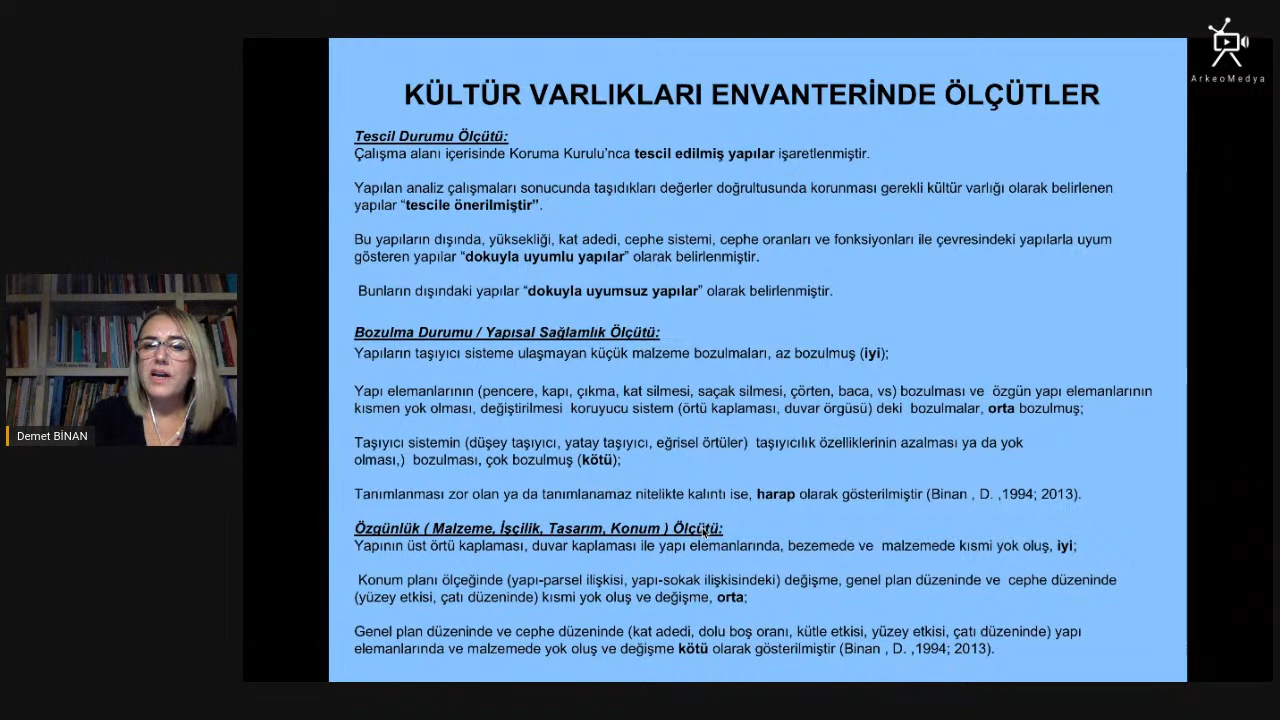 ArkeoMedya
KÜLTÜR VARLIKLARI ENVANTERİNDE ÖLÇÜTLER
Tescil Durumu Ölçütü:
Çalışma alanı içerisinde Koruma Kurulu’nca tescil edilmiş yapılar işaretlenmiştir.
Yapılan analiz çalışmaları sonucunda taşıdıkları değerler doğrultusunda korunması gerekli kültür varlığı olarak belirlenen
yapılar “tescile önerilmiştir”.
Bu yapıların dışında, yüksekliği, kat adedi, cephe sistemi, cephe oranları ve fonksiyonları ile çevresindeki yapılarla uyum
gösteren yapılar “dokuyla uyumlu yapılar” olarak belirlenmiştir.
Bunların dışındaki yapılar “dokuyla uyumsuz yapılar” olarak belirlenmiştir.
Bozulma Durumu / Yapısal Sağlamlık Ölçütü:
Yapıların taşıyıcı sisteme ulaşmayan küçük malzeme bozulmaları, az bozulmuş (iyi);
Yapı elemanlarının (pencere, kapı, çıkma, kat silmesi, saçak silmesi, çörten, baca, vs) bozulması ve özgün yapı elemanlarının
kısmen yok olması, değiştirilmesi koruyucu sistem (örtü kaplaması, duvar örgüsü) deki bozulmalar, orta bozulmuş;
Taşıyıcı sistemin (düşey taşıyıcı, yatay taşıyıcı, eğrisel örtüler) taşıyıcılık özelliklerinin azalması ya da yok
olması,) bozulması, çok bozulmuş (kötü);
Tanımlanması zor olan ya da tanımlanamaz nitelikte kalıntı ise, harap olarak gösterilmiştir (Binan , D. ,1994; 2013).
Özgünlük ( Malzeme, İşçilik, Tasarım, Konum ) Ölçütü:
Yapının üst örtü kaplaması, duvar kaplaması ile yapı elemanlarında, bezemede ve malzemede kısmi yok oluş, iyi;
Konum planı ölçeğinde (yapı-parsel ilişkisi, yapı-sokak ilişkisindeki) değişme, genel plan düzeninde ve cephe düzeninde
(yüzey etkisi, çatı düzeninde) kısmi yok oluş ve değişme, orta;
Genel plan düzeninde ve cephe düzeninde (kat adedi, dolu boş oranı, kütle etkisi, yüzey etkisi, çatı düzeninde) yapı
elemanlarında ve malzemede yok oluş ve değişme kötü olarak gösterilmiştir (Binan , D. ,1994; 2013).
Demet BİNAN